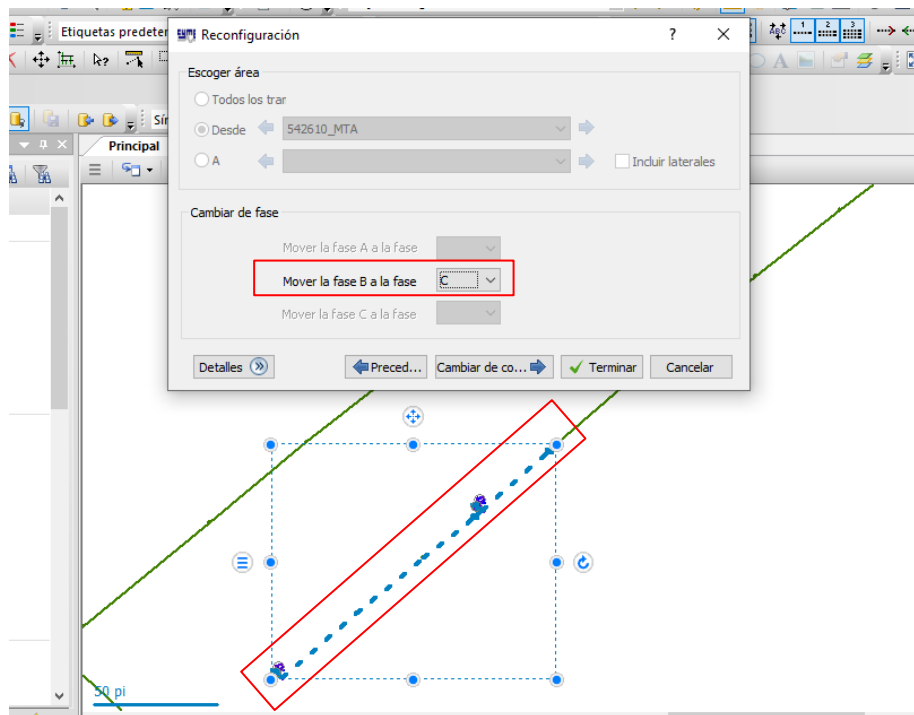 Etiquetas predeter
Reconfiguración
?
Escoger área
Todos los trar
Desde 542610_MTA
A
Incluir laterales
Sír
Principal
Cambiar de fase
Mover la fase A a la fase
Mover la fase B a la fase C
Mover la fase C a la fase
Detalles
Preced... Cambiar de co... Terminar Cancelar
50 pi